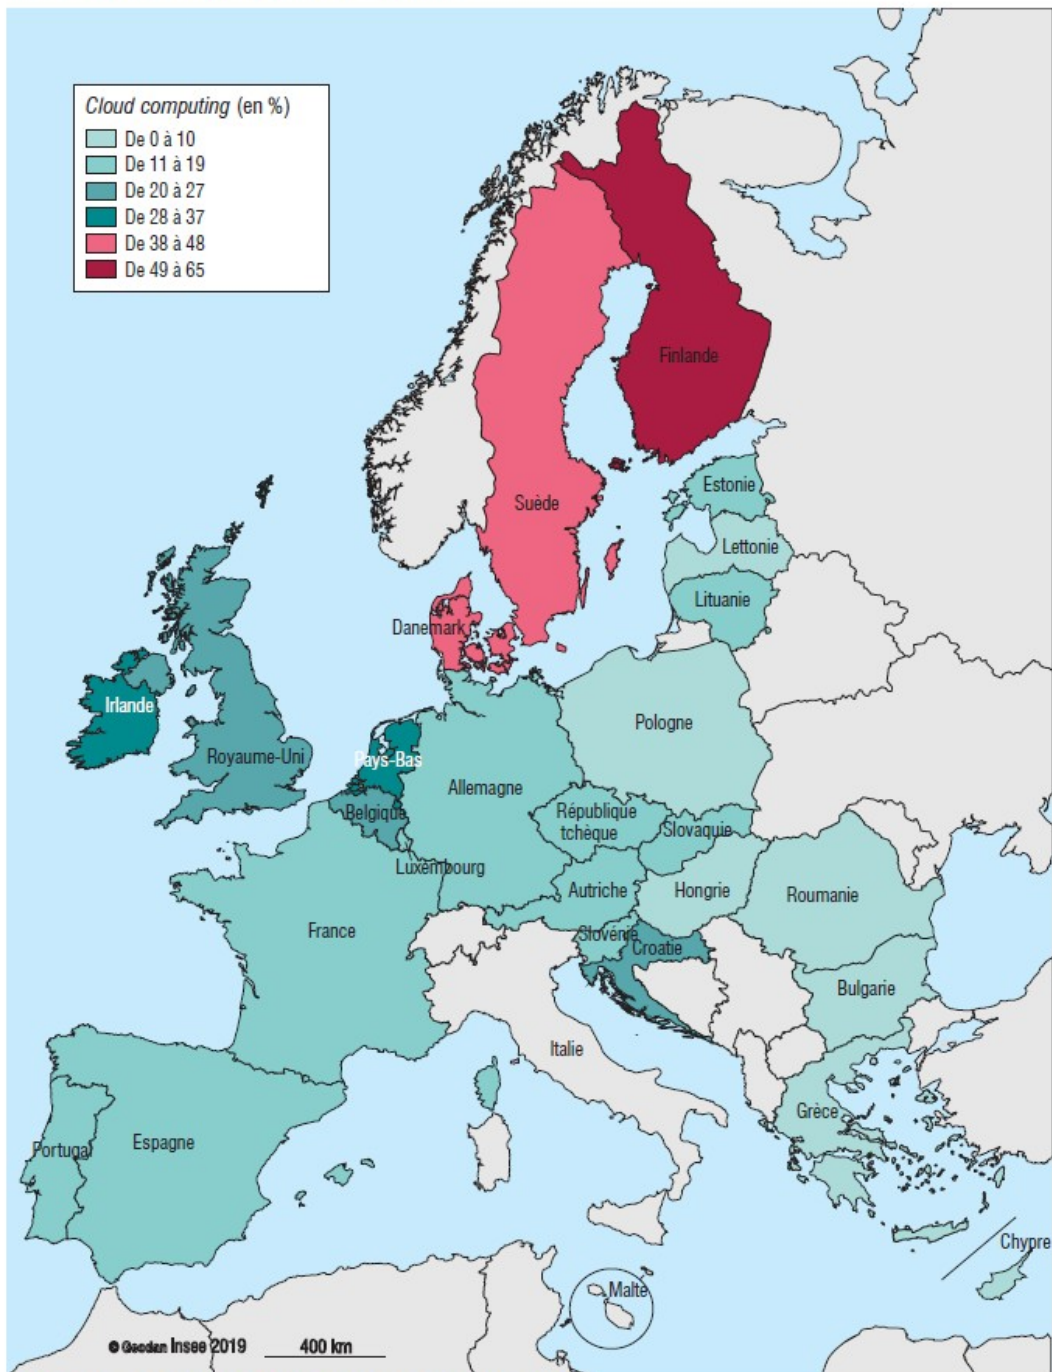 Cloud computing (en %)
De 0 à 10
De 11 à 19
De 20 à 27
De 28 à 37
De 38 à 48
De 49 à 65
Finlande
Suède
Estonie
Lettonie
Lituanie
Danemark
Irlande
Royaume-Uni
Pays-Bas
Belgique
Luxembourg
Allemagne
Pologne
République
tchèque
Slovaquie
Autriche
Hongrie
Roumanie
France
Slovénie
Croatie
Bulgarie
Italie
Grèce
Portugal
Espagne
Chypre
Malte
© Insee 2019
400 km